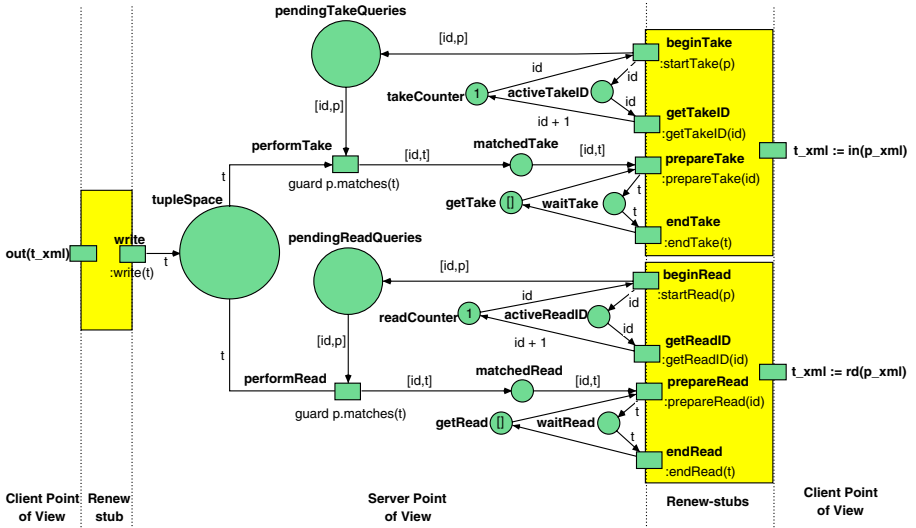 pendingTakeQueries
[id,p]
beginTake
:startTake(p)
id
id
takeCounter
1
activeTakeID
id
[id,p]
id + 1
getTakeID
:getTakeID(id)
performTake
[id,t]
matchedTake
[id,t]
prepareTake
:prepareTake(id)
t_xml := in(p_xml)
guard p.matches(t)
t
t
getTake
[]
waitTake
t
tupleSpace
endTake
:endTake(t)
out(t_xml)
write
:write(t)
t
pendingReadQueries
[id,p]
beginRead
:startRead(p)
id
id
readCounter
1
activeReadID
id
[id,p]
id + 1
getReadID
:getReadID(id)
t
performRead
[id,t]
matchedRead
[id,t]
prepareRead
:prepareRead(id)
t_xml := rd(p_xml)
guard p.matches(t)
t
getRead
[]
waitRead
t
endRead
:endRead(t)
Client Point
of View
Renew
stub
Server Point
of View
Renew-stubs
Client Point
of View